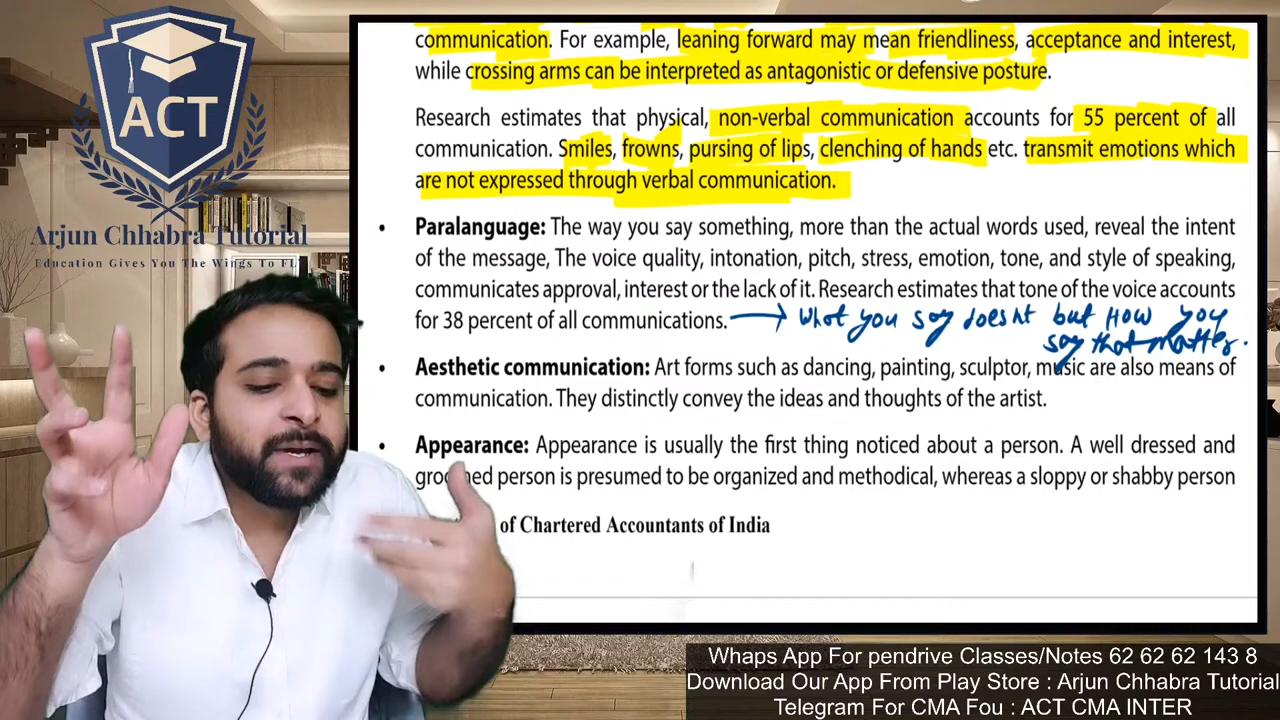 ACT
Arjun Chhabra Tutorial
Education Gives You The Wings To FL
communication. For example, leaning forward may mean friendliness, acceptance and interest,
while crossing arms can be interpreted as antagonistic or defensive posture.
Research estimates that physical, non-verbal communication accounts for 55 percent of all
communication. Smiles, frowns, pursing of lips, clenching of hands etc. transmit emotions which
are not expressed through verbal communication.
• Paralanguage: The way you say something, more than the actual words used, reveal the intent
of the message, The voice quality, intonation, pitch, stress, emotion, tone, and style of speaking,
communicates approval, interest or the lack of it. Research estimates that tone of the voice accounts
for 38 percent of all communications. → What you say doesnt but How you
say that matter.
• Aesthetic communication: Art forms such as dancing, painting, sculptor, music are also means of
communication. They distinctly convey the ideas and thoughts of the artist.
• Appearance: Appearance is usually the first thing noticed about a person. A well dressed and
groomed person is presumed to be organized and methodical, whereas a sloppy or shabby person
of Chartered Accountants of India
Whaps App For pendrive Classes/Notes 62 62 62 143 8
Download Our App From Play Store : Arjun Chhabra Tutorial
Telegram For CMA Fou : ACT CMA INTER